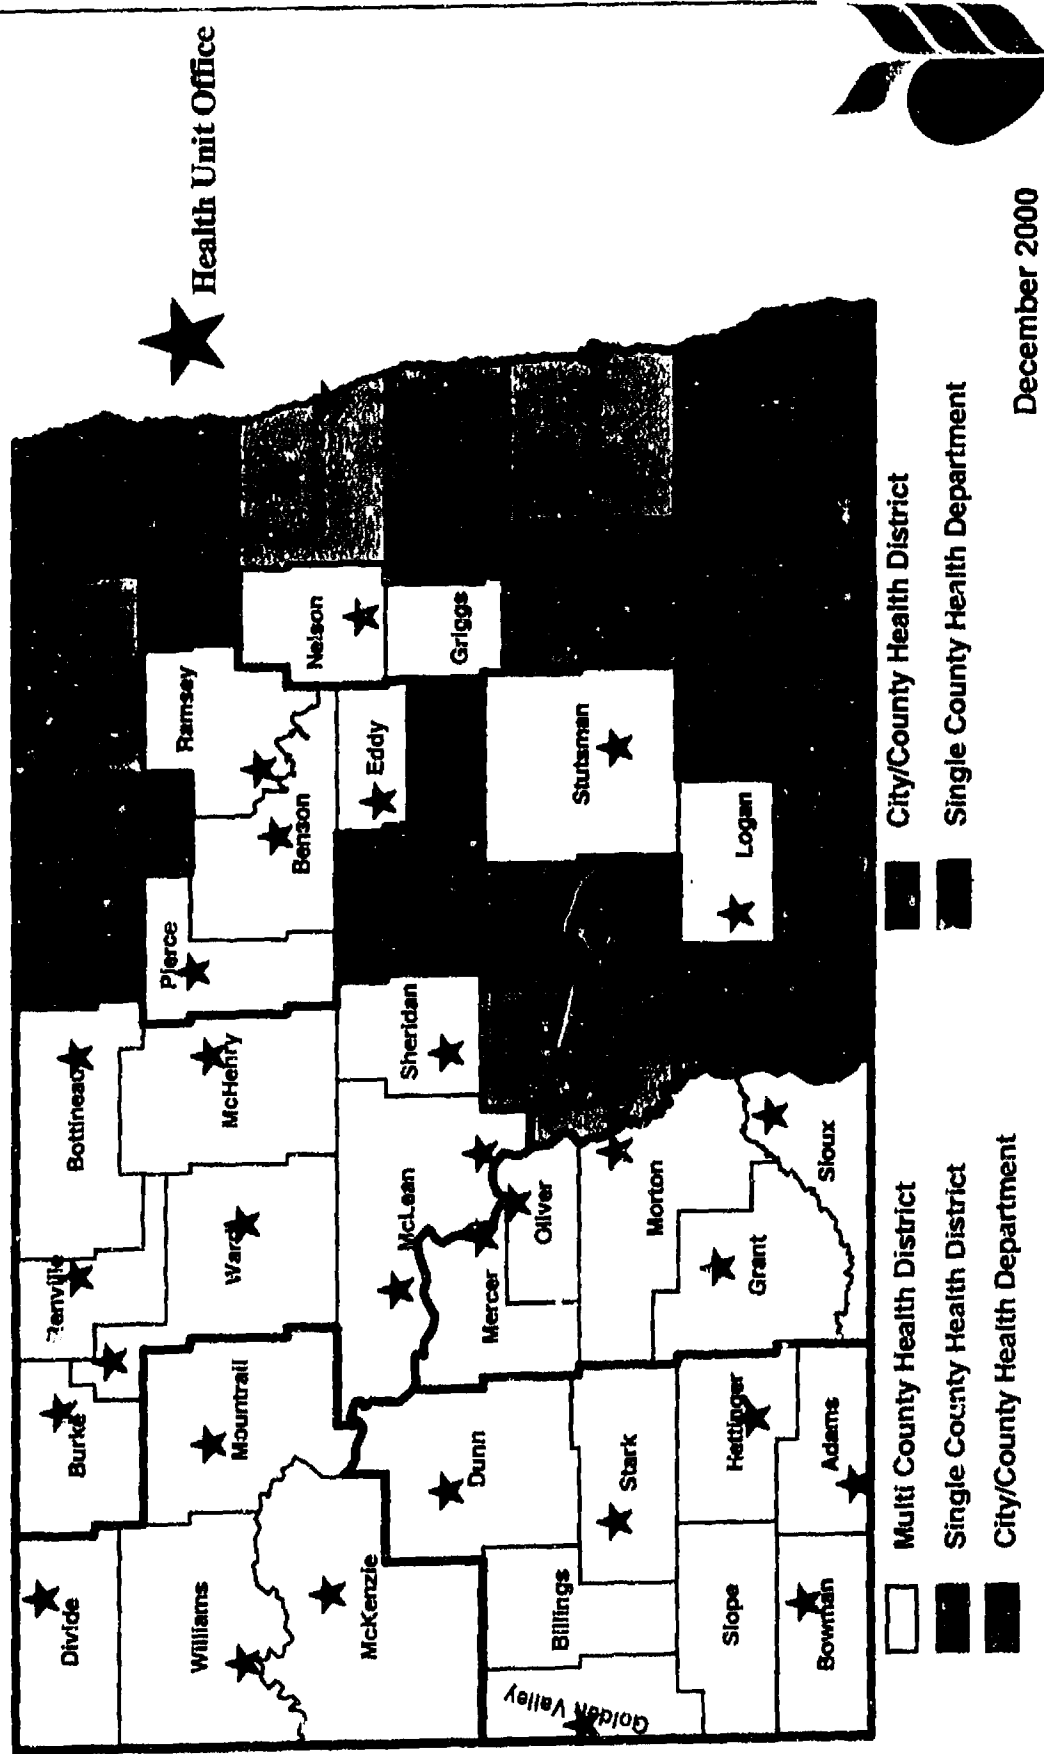 Health Unit Office
Divide
Burke
Renville
Bottineau
Williams
Mountrail
Ward
McHenry
Pierce
Ramsey
Benson
Nelson
McKenzie
McLean
Sheridan
Eddy
Griggs
Dunn
Mercer
Oliver
Golden Valley
Billings
Stark
Morton
Stutsman
Slope
Hettinger
Grant
Logan
Bowman
Adams
Sioux
Multi County Health District
Single County Health District
City/County Health Department
City/County Health District
Single County Health Department
December 2000